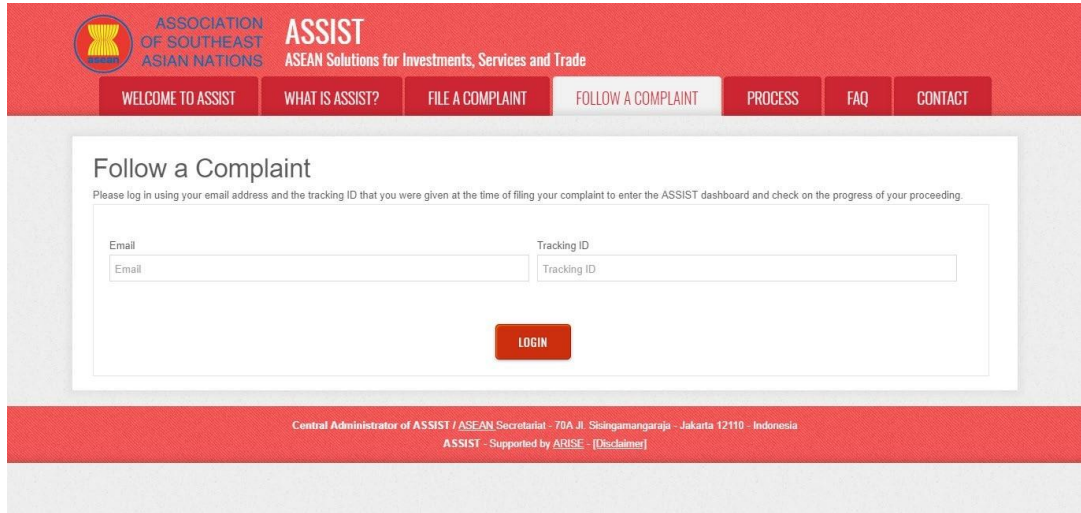 ASSOCIATION
OF SOUTHEAST
ASIAN NATIONS
asean
ASSIST
ASEAN Solutions for Investments, Services and Trade
WELCOME TO ASSIST WHAT IS ASSIST? FILE A COMPLAINT FOLLOW A COMPLAINT PROCESS FAQ CONTACT
Follow a Complaint
Please log in using your email address and the tracking ID that you were given at the time of filing your complaint to enter the ASSIST dashboard and check on the progress of your proceeding.
Email Tracking ID
Email Tracking ID
LOGIN
Central Administrator of ASSIST / ASEAN Secretariat - 70A Jl. Sisingamangaraja - Jakarta 12110 - Indonesia
ASSIST - Supported by ARISE - [Disclaimer]